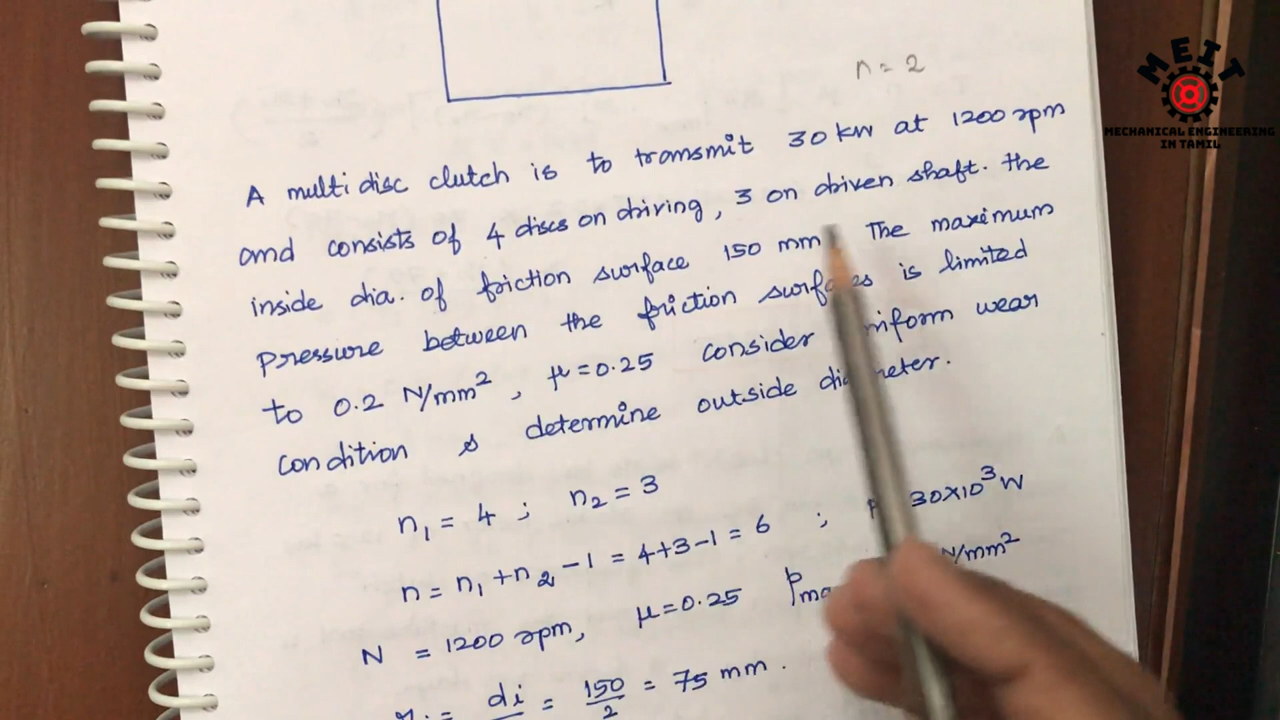 n = 2
MEIT
MECHANICAL ENGINEERING
IN TAMIL
A multi disc clutch is to transmit 30 kW at 1200 rpm
and consists of 4 discs on driving, 3 on driven shaft. The
inside dia. of friction surface 150 mm. The maximum
pressure between the friction surfaces is limited
to 0.2 N/mm², μ = 0.25 consider uniform wear
condition & determine outside diameter.
n₁ = 4 ; n₂ = 3
n = n₁ + n₂ - 1 = 4+3-1 = 6 ; 30×10³ W
N = 1200 rpm, μ = 0.25 N/mm²
di = 150/2 = 75 mm.